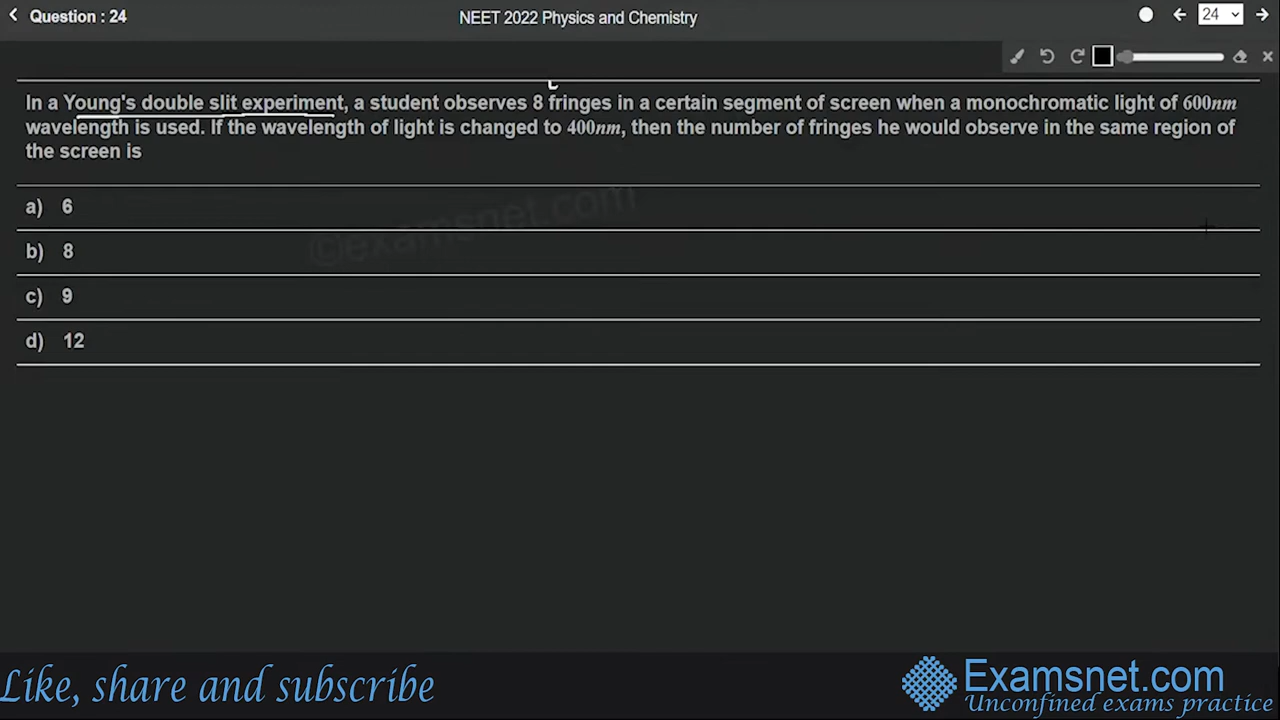 Question : 24
NEET 2022 Physics and Chemistry
24
In a Young's double slit experiment, a student observes 8 fringes in a certain segment of screen when a monochromatic light of 600nm
wavelength is used. If the wavelength of light is changed to 400nm, then the number of fringes he would observe in the same region of
the screen is
a) 6
b) 8
c) 9
d) 12
©examsnet.com
Like, share and subscribe
Examsnet.com
Unconfined exams practice